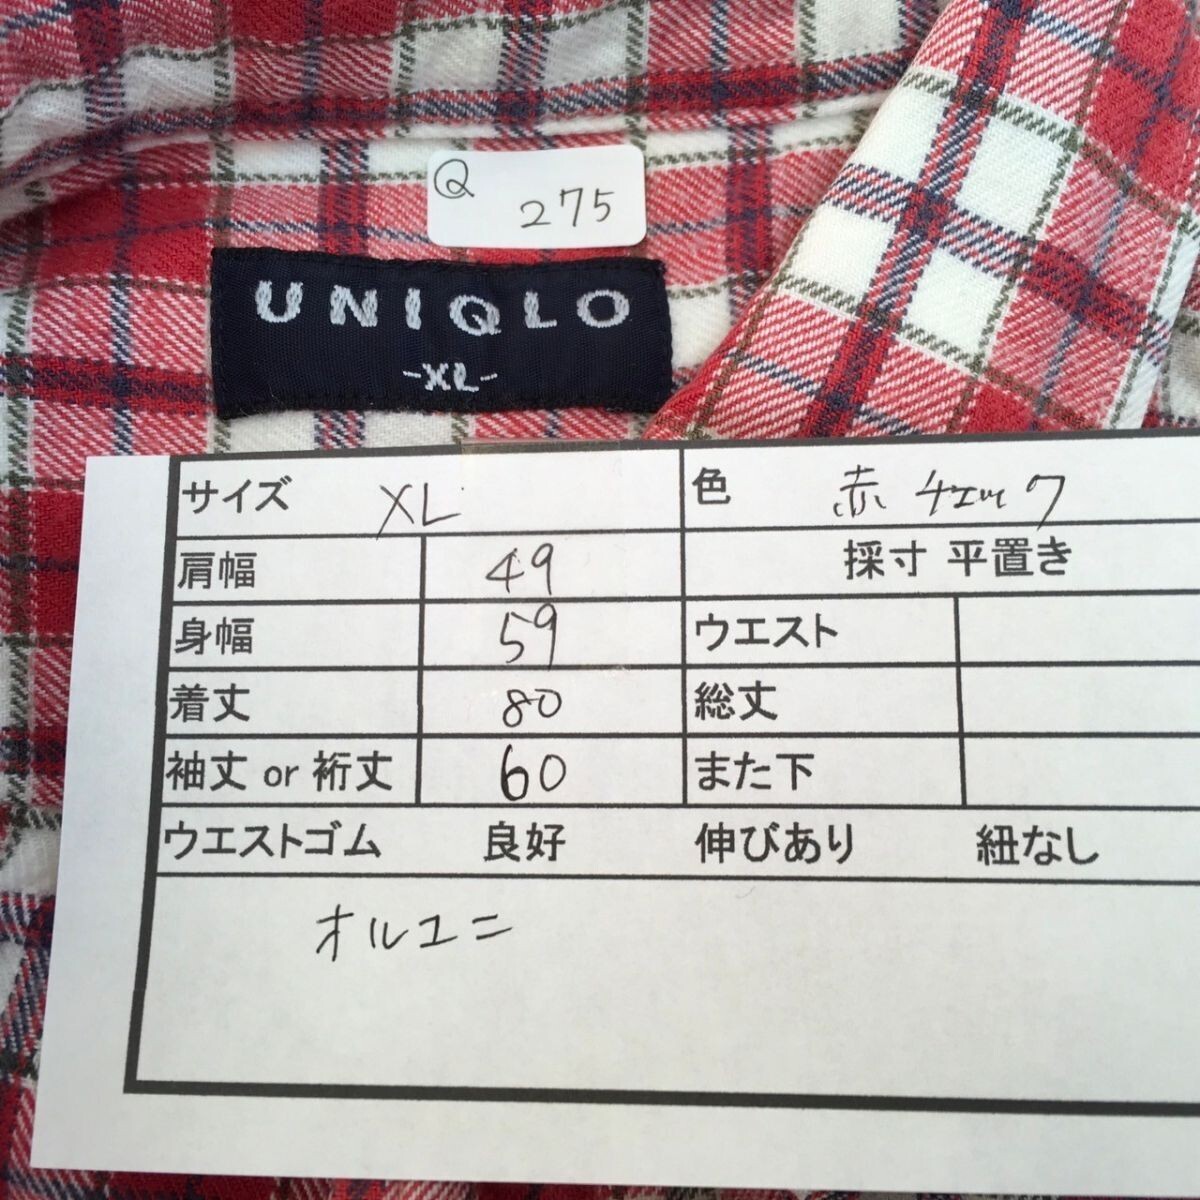 Q 275
UNIQLO
-XL-
サイズ XL 色 赤 チェック
肩幅 49 採寸 平置き
身幅 59 ウエスト
着丈 80 総丈
袖丈 or 裄丈 60 また下
ウエストゴム 良好 伸びあり 紐なし
オルユニ